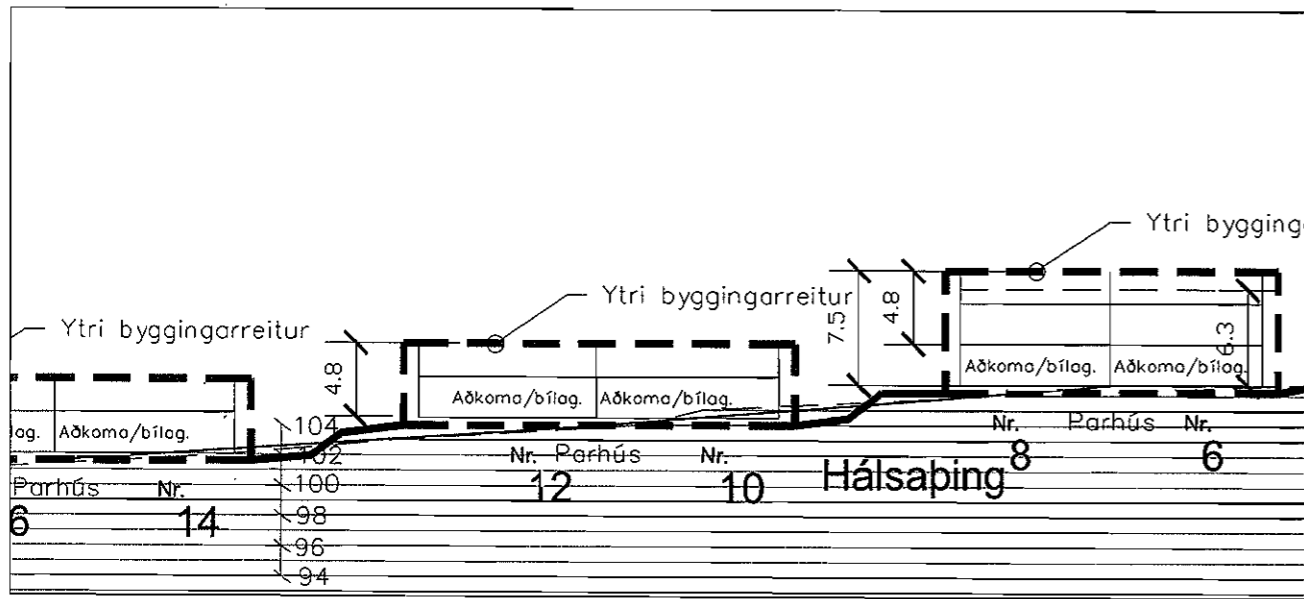 Ytri bygginga
Ytri byggingarreitur
Ytri byggingarreitur
4.8
7.5
4.8
6.3
Aðkoma/bílag.
Aðkoma/bílag.
Aðkoma/bílag.
Aðkoma/bílag.
lag.
Aðkoma/bílag.
104
102
100
98
96
94
Parhús
Nr.
6
14
Nr.
Parhús
Nr.
12
10
Hálsaþing
Nr.
Parhús
Nr.
8
6